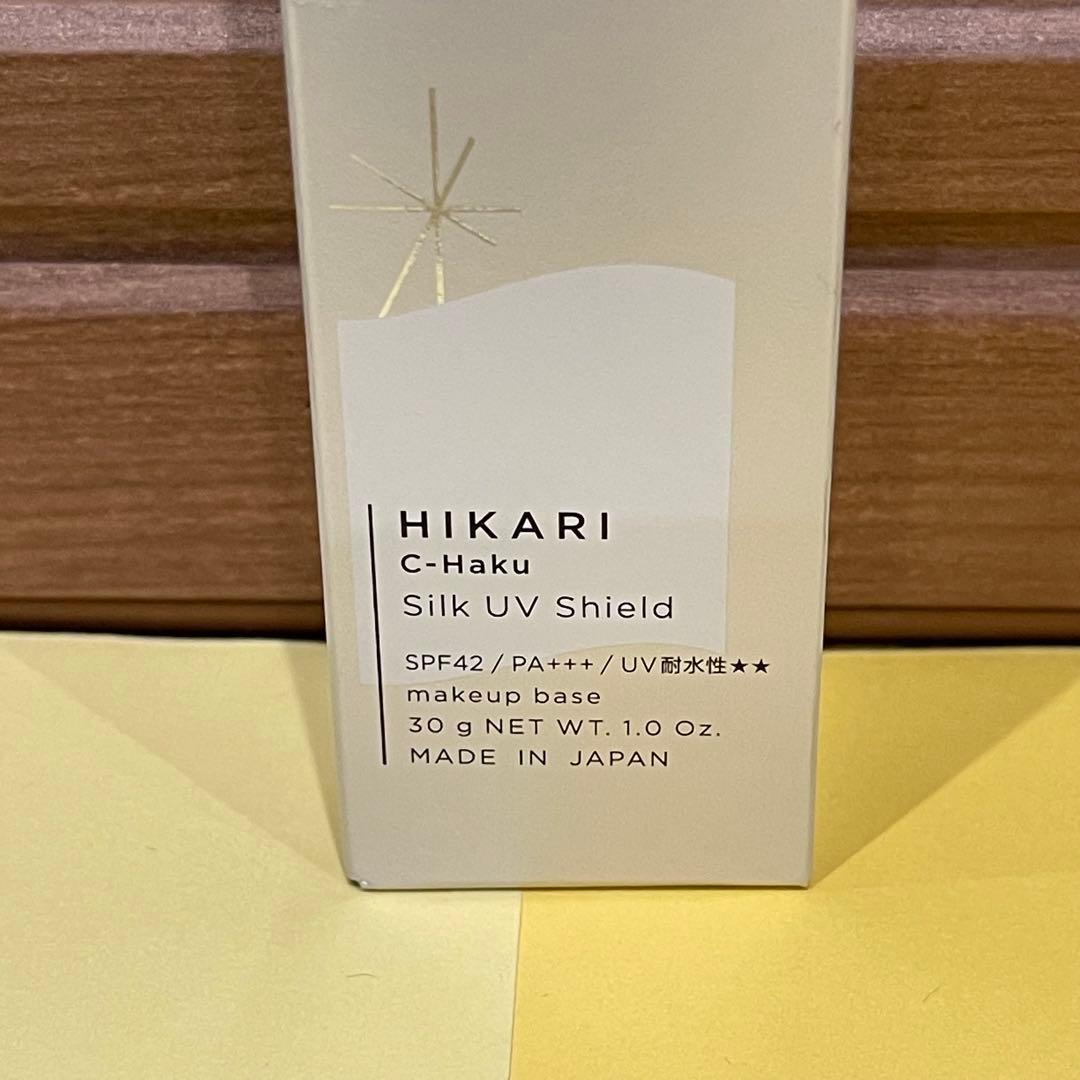 HIKARI
C-Haku
Silk UV Shield
SPF42 / PA+++ / UV耐水性★★
makeup base
30 g NET WT. 1.0 Oz.
MADE IN JAPAN